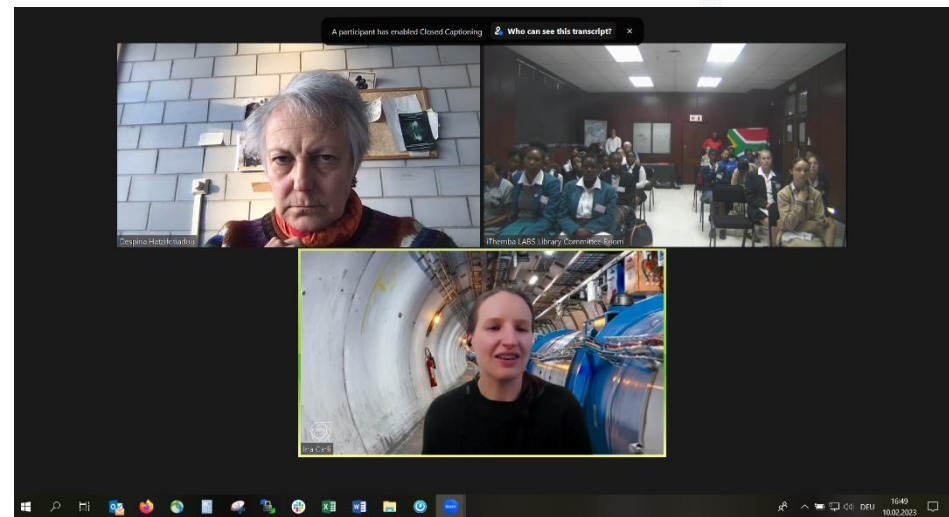 A participant has enabled Closed Captioning
Who can see this transcript?
Despina Hatzifotiadou
iThemba LABS Library Committee Room
Ina Carli
DEU
16:49
10.02.2023